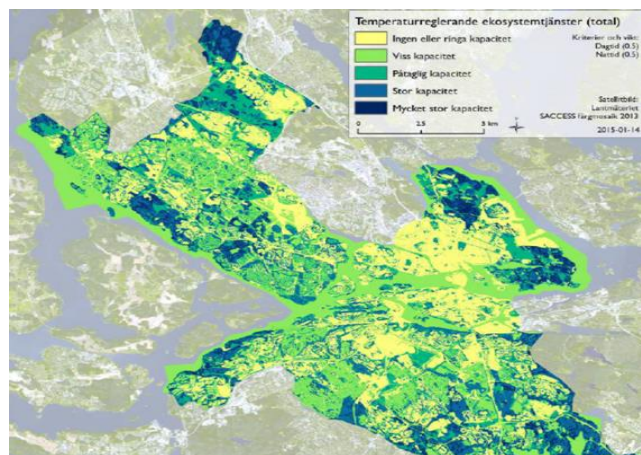 Temperaturreglerande ekosystemtjänster (total)
Ingen eller ringa kapacitet
Viss kapacitet
Påtaglig kapacitet
Stor kapacitet
Mycket stor kapacitet
Kriterier och vikt:
Dagtid (0.5)
Nattid (0.5)
0 2,5 5 km
Satellitbild:
Lantmäteriet
SACCESS färgmosaik 2013
2015-01-14